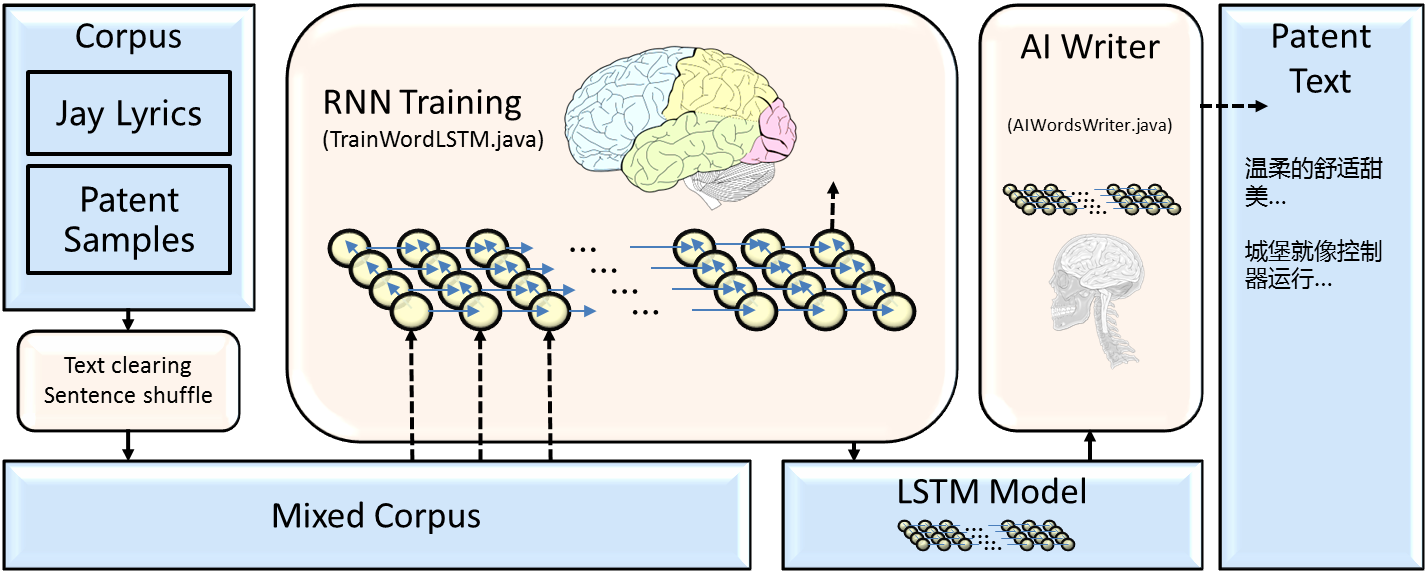 Corpus
Jay Lyrics
Patent
Samples
Text clearing
Sentence shuffle
Mixed Corpus
RNN Training
(TrainWordLSTM.java)
...
...
...
...
LSTM Model
AI Writer
(AIWordsWriter.java)
Patent
Text
温柔的舒适甜
美...
城堡就像控制
器运行...